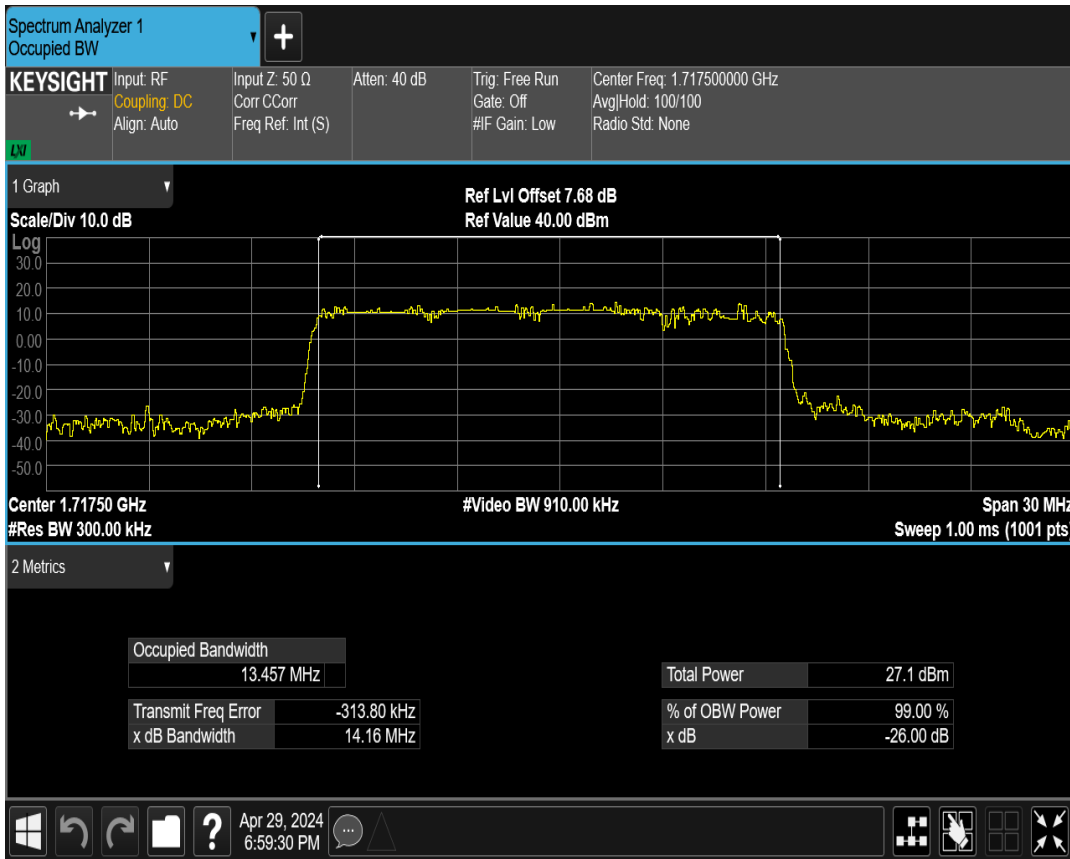 Spectrum Analyzer 1
Occupied BW
+
KEYSIGHT
LXI
Input: RF
Coupling: DC
Align: Auto
Input Z: 50 Ω
Corr CCorr
Freq Ref: Int (S)
Atten: 40 dB
Trig: Free Run
Gate: Off
#IF Gain: Low
Center Freq: 1.717500000 GHz
Avg|Hold: 100/100
Radio Std: None
1 Graph
Scale/Div 10.0 dB
Ref Lvl Offset 7.68 dB
Ref Value 40.00 dBm
Log
30.0
20.0
10.0
0.00
-10.0
-20.0
-30.0
-40.0
-50.0
Center 1.71750 GHz
#Video BW 910.00 kHz
Span 30 MHz
#Res BW 300.00 kHz
Sweep 1.00 ms (1001 pts)
2 Metrics
Occupied Bandwidth
13.457 MHz
Total Power 27.1 dBm
Transmit Freq Error -313.80 kHz
% of OBW Power 99.00 %
x dB Bandwidth 14.16 MHz
x dB -26.00 dB
?
Apr 29, 2024
6:59:30 PM